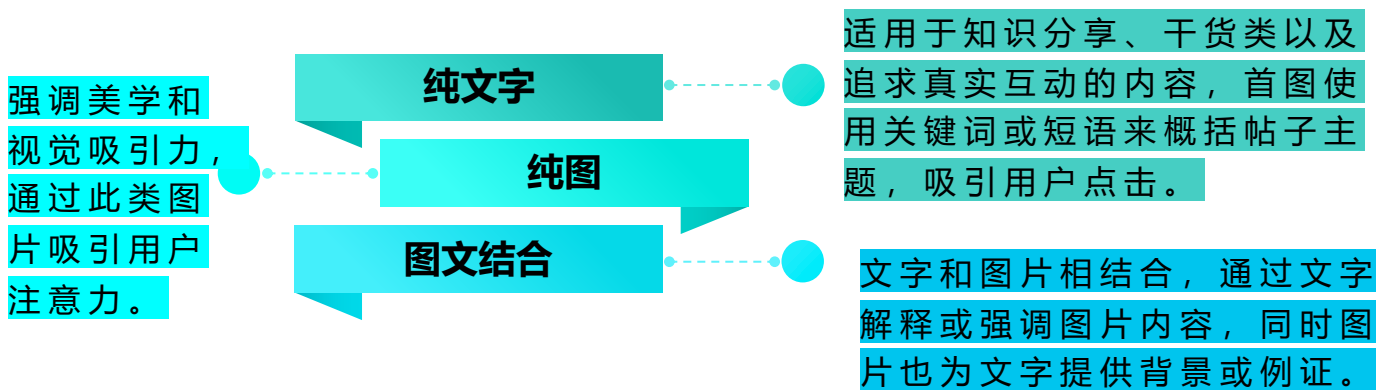 纯文字
适用于知识分享、干货类以及
追求真实互动的内容，首图使
用关键词或短语来概括帖子主
题，吸引用户点击。
纯图
强调美学和
视觉吸引力，
通过此类图
片吸引用户
注意力。
图文结合
文字和图片相结合，通过文字
解释或强调图片内容，同时图
片也为文字提供背景或例证。